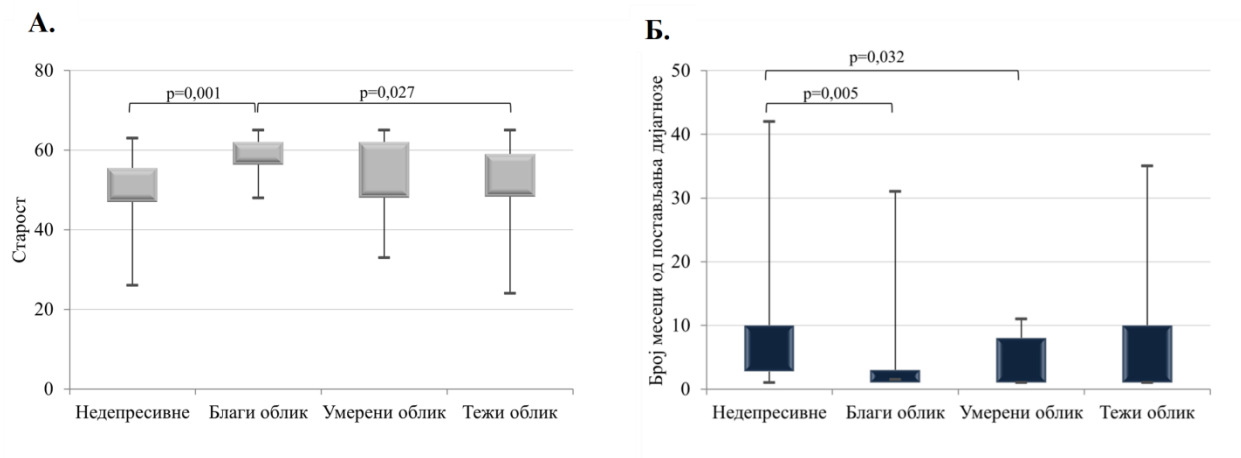 А.
80
60
40
20
0
Старост
p=0,001
p=0,027
Недепресивне
Благи облик
Умерени облик
Тежи облик
Б.
50
40
30
20
10
0
Број месеци од постављања дијагнозе
p=0,032
p=0,005
Недепресивне
Благи облик
Умерени облик
Тежи облик